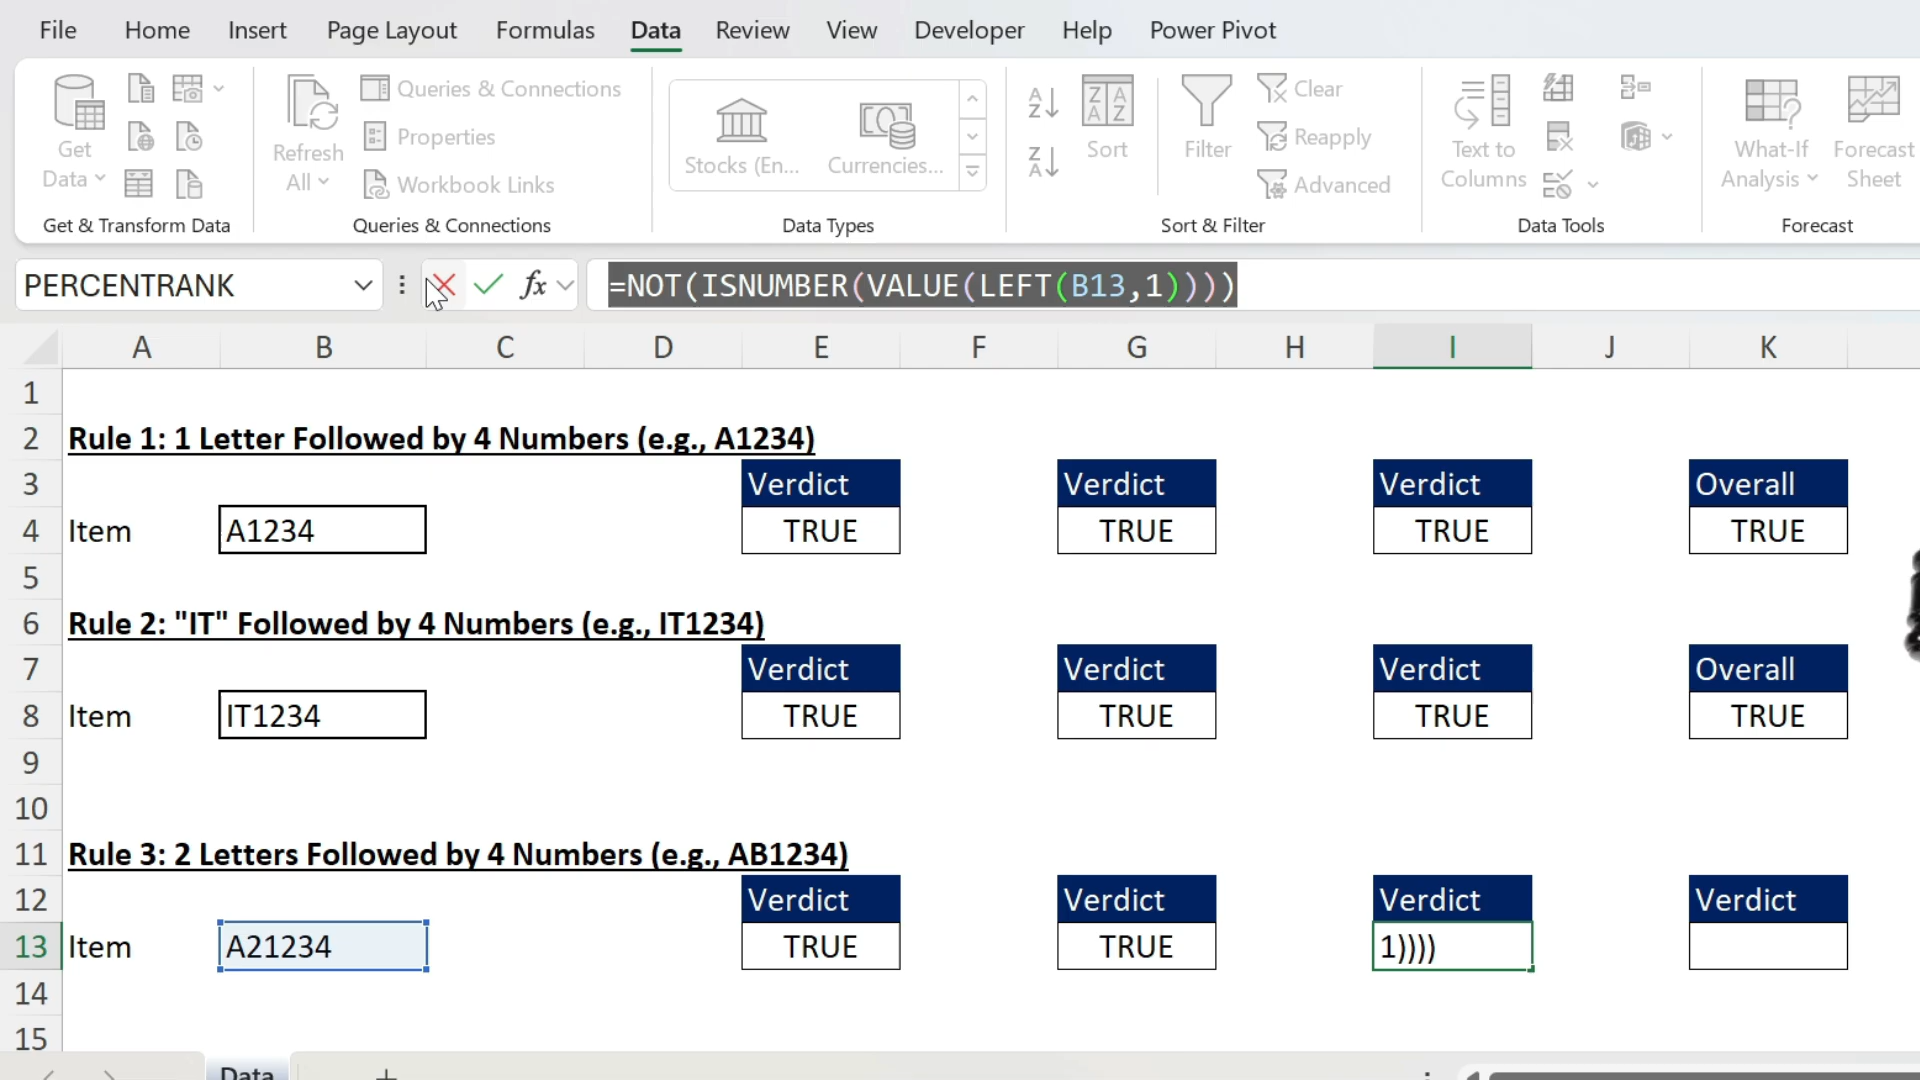 File Home Insert Page Layout Formulas Data Review View Developer Help Power Pivot
Get Data
Get & Transform Data
Refresh All
Queries & Connections
Properties
Workbook Links
Queries & Connections
Stocks (En... Currencies...
Data Types
Sort
Filter
Clear
Reapply
Advanced
Sort & Filter
Text to Columns
Data Tools
What-If Analysis
Forecast Sheet
Forecast
PERCENTRANK fx =NOT(ISNUMBER(VALUE(LEFT(B13,1))))
A B C D E F G H I J K
1
2 Rule 1: 1 Letter Followed by 4 Numbers (e.g., A1234)
3 Verdict Verdict Verdict Overall
4 Item A1234 TRUE TRUE TRUE TRUE
5
6 Rule 2: "IT" Followed by 4 Numbers (e.g., IT1234)
7 Verdict Verdict Verdict Overall
8 Item IT1234 TRUE TRUE TRUE TRUE
9
10
11 Rule 3: 2 Letters Followed by 4 Numbers (e.g., AB1234)
12 Verdict Verdict Verdict Verdict
13 Item A21234 TRUE TRUE 1))))
14
15
Data